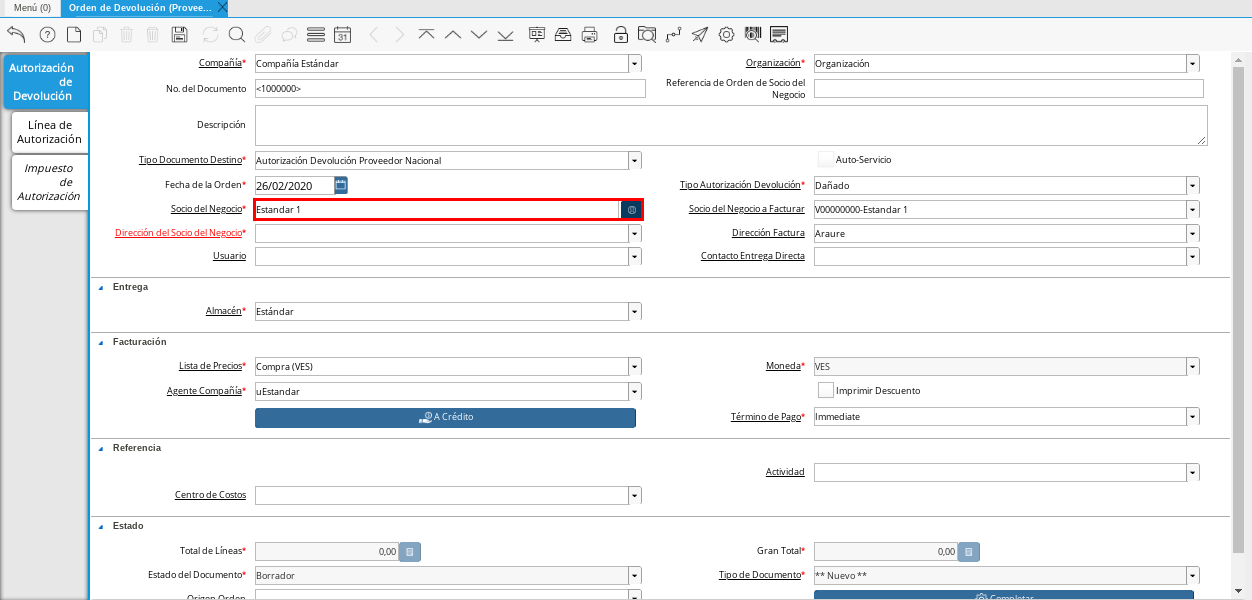 Menú (0)
Orden de Devolución (Provee...
31
Autorización
de
Devolución
Línea de
Autorización
Impuesto
de
Autorización
Compañía* Compañía Estándar
Organización* Organización
No. del Documento <1000000>
Referencia de Orden de Socio del
Negocio
Descripción
Tipo Documento Destino* Autorización Devolución Proveedor Nacional
Auto-Servicio
Fecha de la Orden* 26/02/2020
Tipo Autorización Devolución* Dañado
Socio del Negocio* Estandar 1
Socio del Negocio a Facturar V00000000-Estandar 1
Dirección del Socio del Negocio*
Dirección Factura Araure
Usuario
Contacto Entrega Directa
Entrega
Almacén* Estándar
Facturación
Lista de Precios* Compra (VES)
Moneda* VES
Agente Compañía* uEstandar
Imprimir Descuento
A Crédito
Término de Pago* Immediate
Referencia
Actividad
Centro de Costos
Estado
Total de Líneas* 0,00
Gran Total* 0,00
Estado del Documento* Borrador
Tipo de Documento* ** Nuevo **
Origen Orden
Completar